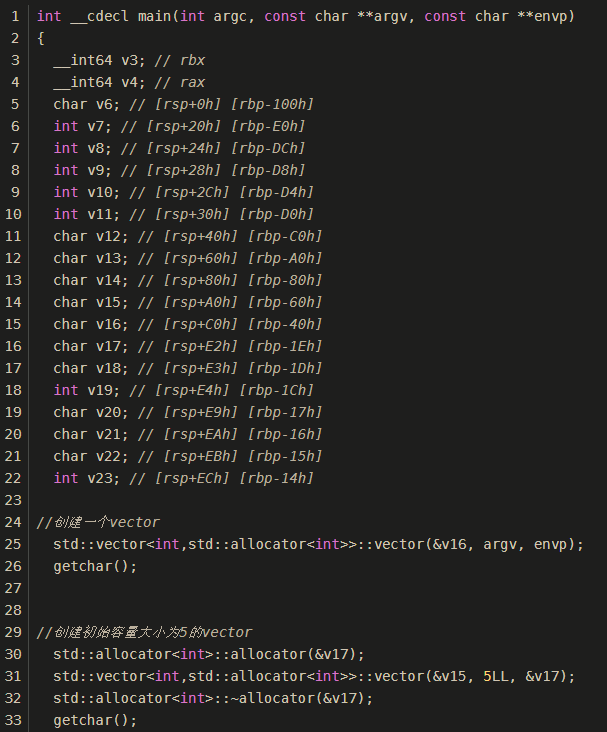 1 int __cdecl main(int argc, const char **argv, const char **envp)
2 {
3   __int64 v3; // rbx
4   __int64 v4; // rax
5   char v6; // [rsp+0h] [rbp-100h]
6   int v7; // [rsp+20h] [rbp-E0h]
7   int v8; // [rsp+24h] [rbp-DCh]
8   int v9; // [rsp+28h] [rbp-D8h]
9   int v10; // [rsp+2Ch] [rbp-D4h]
10   int v11; // [rsp+30h] [rbp-D0h]
11   char v12; // [rsp+40h] [rbp-C0h]
12   char v13; // [rsp+60h] [rbp-A0h]
13   char v14; // [rsp+80h] [rbp-80h]
14   char v15; // [rsp+A0h] [rbp-60h]
15   char v16; // [rsp+C0h] [rbp-40h]
16   char v17; // [rsp+E2h] [rbp-1Eh]
17   char v18; // [rsp+E3h] [rbp-1Dh]
18   int v19; // [rsp+E4h] [rbp-1Ch]
19   char v20; // [rsp+E9h] [rbp-17h]
20   char v21; // [rsp+EAh] [rbp-16h]
21   char v22; // [rsp+EBh] [rbp-15h]
22   int v23; // [rsp+ECh] [rbp-14h]
23
24 //创建一个vector
25   std::vector<int,std::allocator<int>>::vector(&v16, argv, envp);
26   getchar();
27
28
29 //创建初始容量大小为5的vector
30   std::allocator<int>::allocator(&v17);
31   std::vector<int,std::allocator<int>>::vector(&v15, 5LL, &v17);
32   std::allocator<int>::~allocator(&v17);
33   getchar();